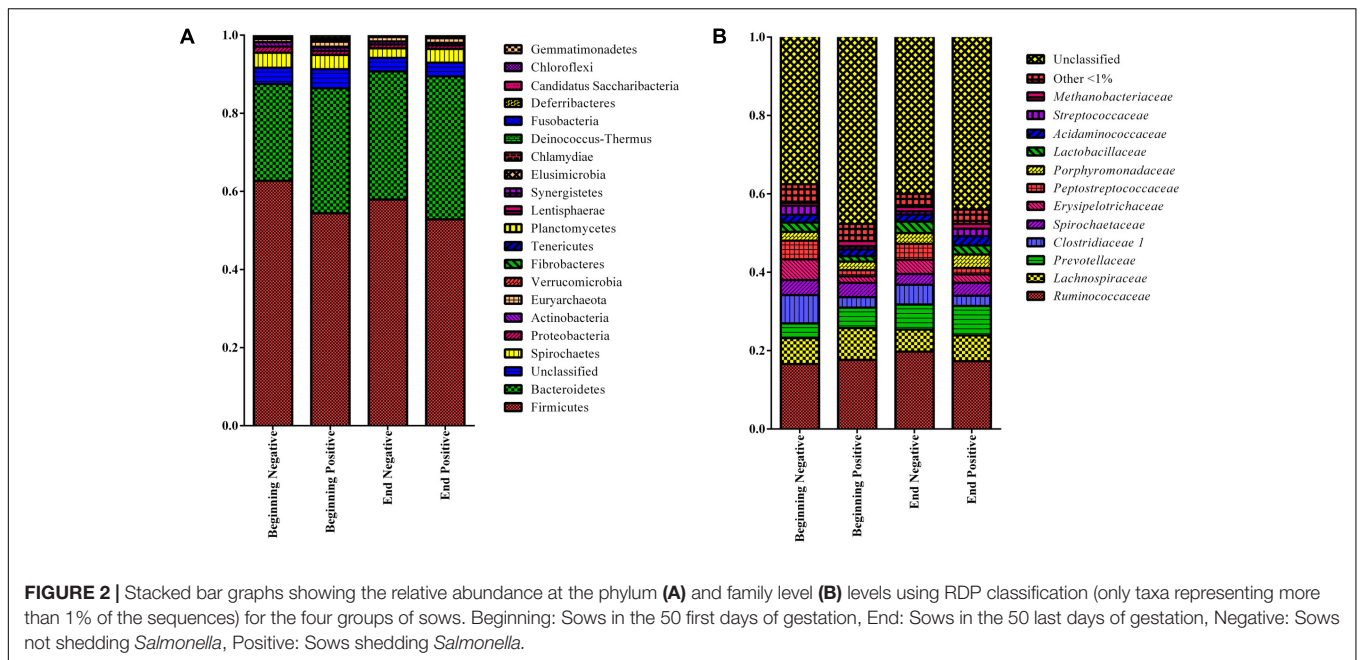 A
1.0
0.8
0.6
0.4
0.2
0.0
Beginning Negative
Beginning Positive
End Negative
End Positive
Gemmatimonadetes
Chloroflexi
Candidatus Saccharibacteria
Deferribacteres
Fusobacteria
Deinococcus-Thermus
Chlamydiae
Elusimicrobia
Synergistetes
Lentisphaerae
Planctomycetes
Tenericutes
Fibrobacteres
Verrucomicrobia
Euryarchaeota
Actinobacteria
Proteobacteria
Spirochaetes
Unclassified
Bacteroidetes
Firmicutes
B
1.0
0.8
0.6
0.4
0.2
0.0
Beginning Negative
Beginning Positive
End Negative
End Positive
Unclassified
Other <1%
Methanobacteriaceae
Streptococcaceae
Acidaminococcaceae
Lactobacillaceae
Porphyromonadaceae
Peptostreptococcaceae
Erysipelotrichaceae
Spirochaetaceae
Clostridiaceae 1
Prevotellaceae
Lachnospiraceae
Ruminococcaceae
FIGURE 2 | Stacked bar graphs showing the relative abundance at the phylum (A) and family level (B) levels using RDP classification (only taxa representing more
than 1% of the sequences) for the four groups of sows. Beginning: Sows in the 50 first days of gestation, End: Sows in the 50 last days of gestation, Negative: Sows
not shedding Salmonella, Positive: Sows shedding Salmonella.